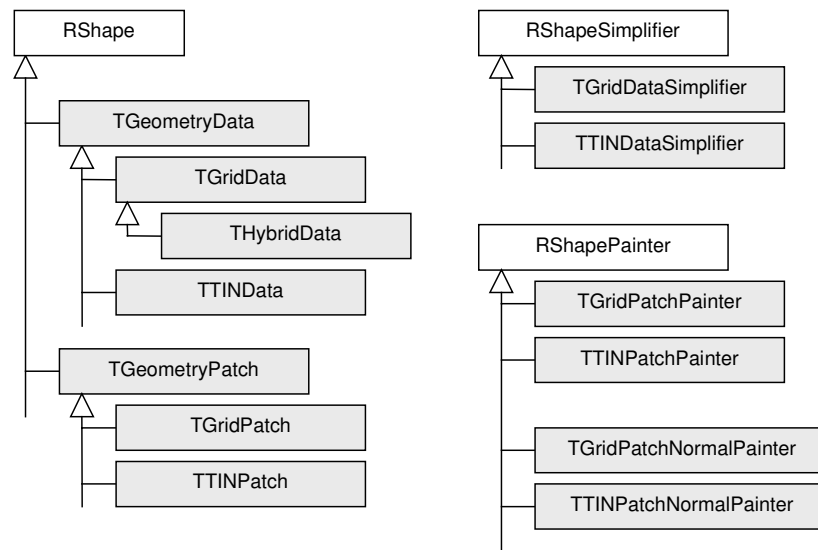 RShape
TGeometryData
TGridData
THybridData
TTINData
TGeometryPatch
TGridPatch
TTINPatch
RShapeSimplifier
TGridDataSimplifier
TTINDataSimplifier
RShapePainter
TGridPatchPainter
TTINPatchPainter
TGridPatchNormalPainter
TTINPatchNormalPainter